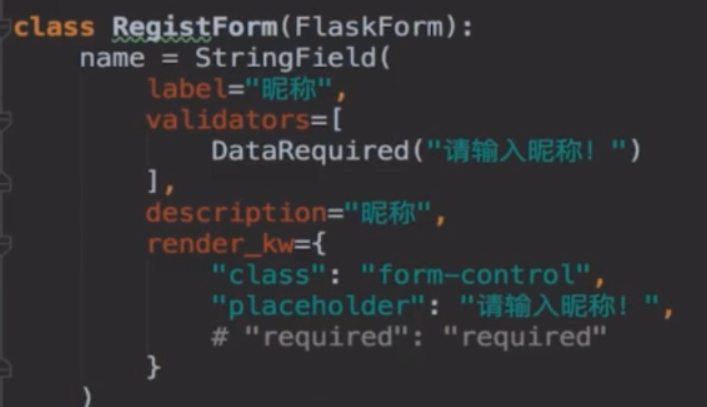 class RegistForm(FlaskForm):
    name = StringField(
        label="昵称",
        validators=[
            DataRequired("请输入昵称！")
        ],
        description="昵称",
        render_kw={
            "class": "form-control",
            "placeholder": "请输入昵称！",
            # "required": "required"
        }
    )